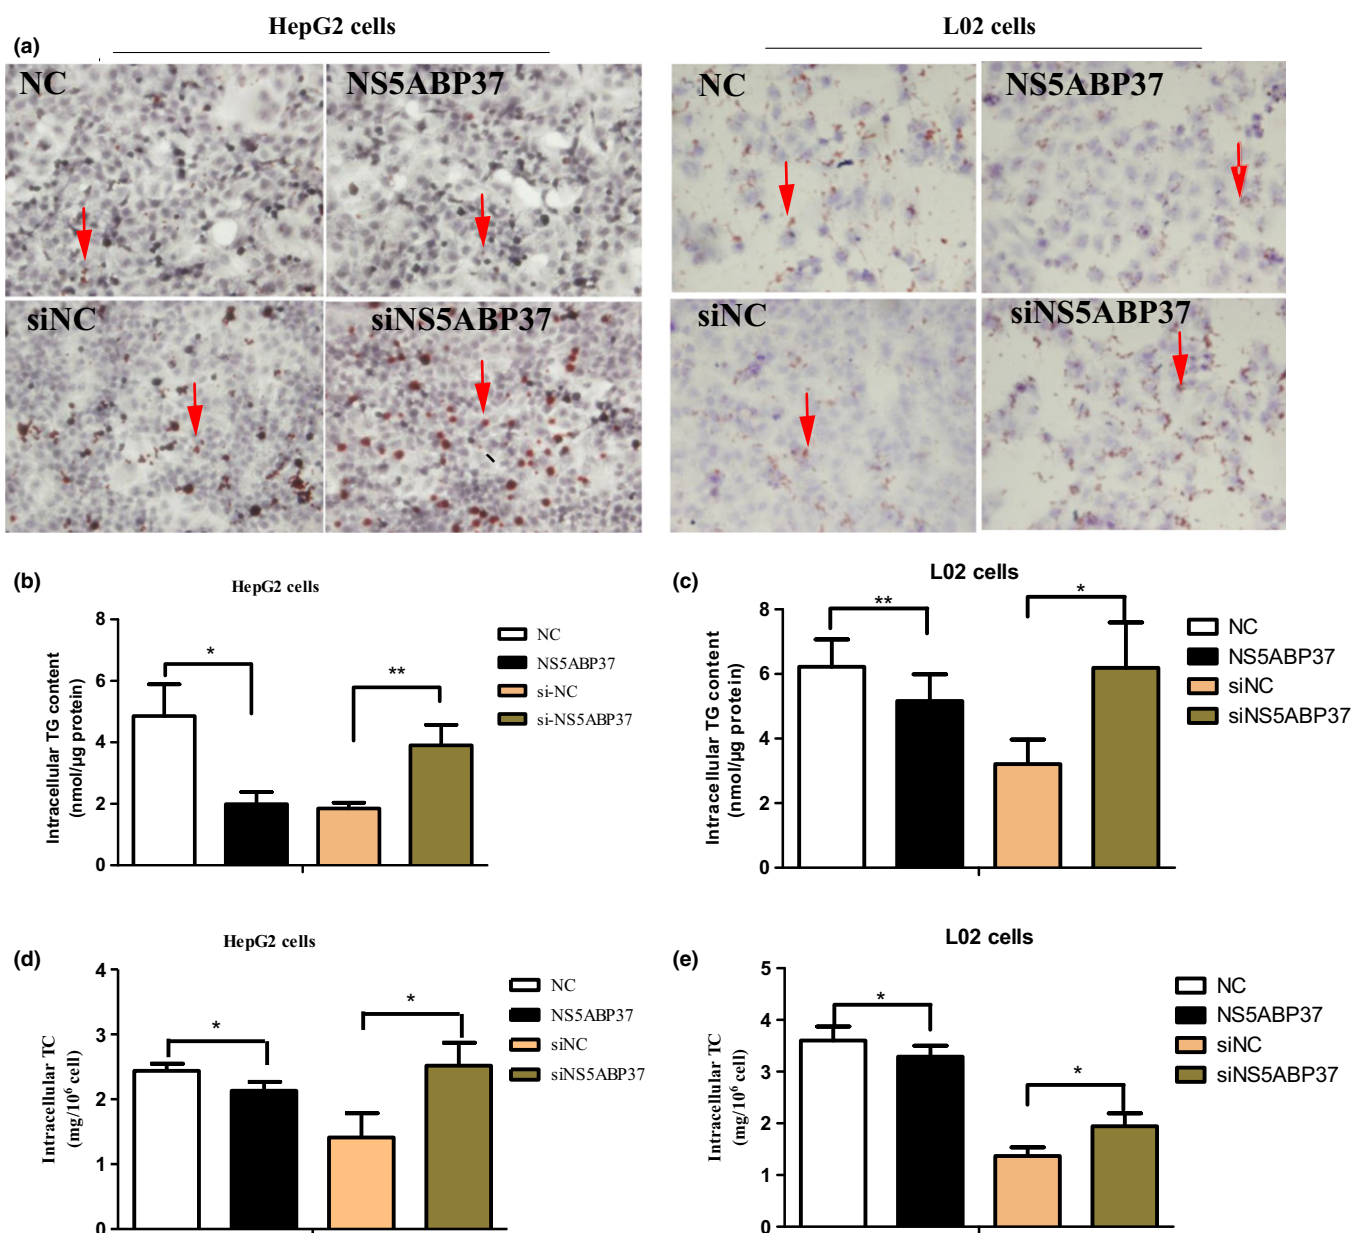 HepG2 cells
L02 cells
(a)
NC
NS5ABP37
NC
NS5ABP37
siNC
siNS5ABP37
siNC
siNS5ABP37
(b)
HepG2 cells
Intracellular TG content
(nmol/µg protein)
8
6
4
2
0
*
**
NC
NS5ABP37
si-NC
si-NS5ABP37
(c)
L02 cells
Intracellular TG content
(nmol/µg protein)
8
6
4
2
0
**
*
NC
NS5ABP37
siNC
siNS5ABP37
(d)
HepG2 cells
Intracellular TC
(mg/10⁶ cell)
4
3
2
1
0
*
*
NC
NS5ABP37
siNC
siNS5ABP37
(e)
L02 cells
Intracellular TC
(mg/10⁶ cell)
5
4
3
2
1
0
*
*
NC
NS5ABP37
siNC
siNS5ABP37